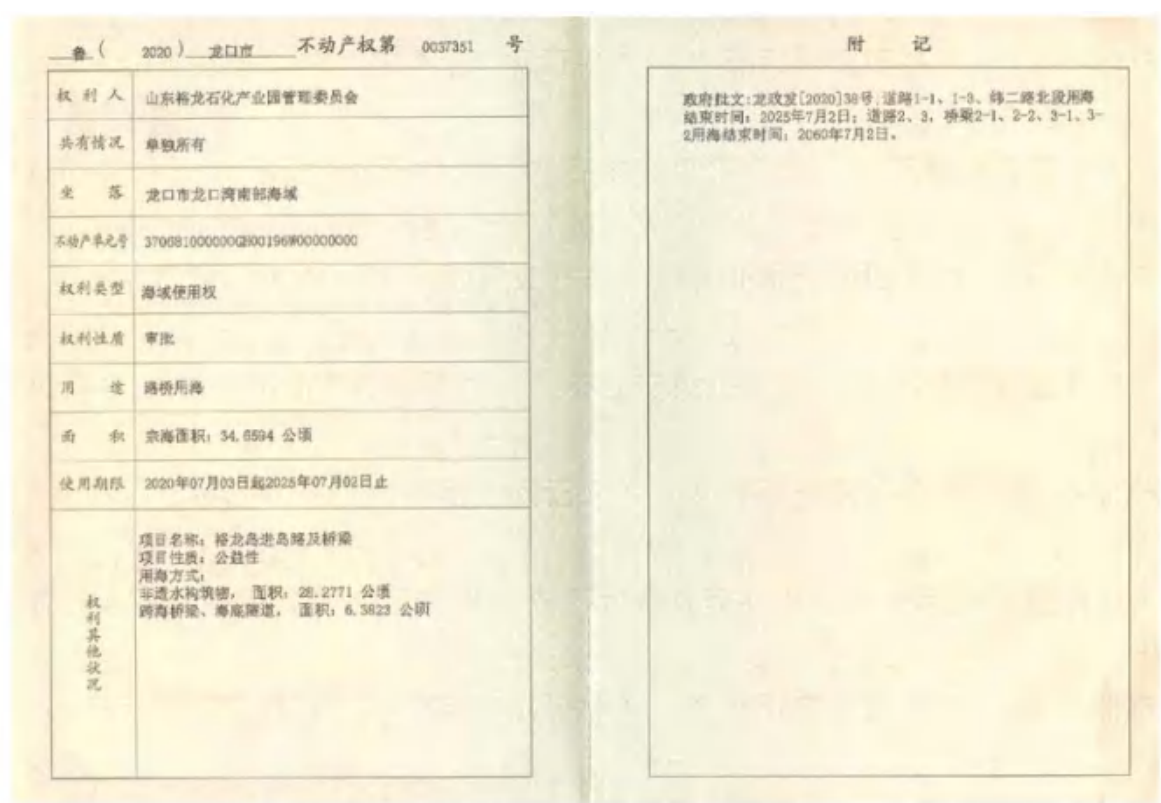 鲁( 2020 ) 龙口市 不动产权第 0037351 号
权利人 山东裕龙石化产业园管理委员会
共有情况 单独所有
坐落 龙口市龙口湾南部海域
不动产单元号 370681000000GH00196W00000000
权利类型 海域使用权
权利性质 审批
用途 路桥用海
面积 宗海面积：34.6594 公顷
使用期限 2020年07月03日起2025年07月02日止
权利其他状况
项目名称：裕龙岛进岛路及桥梁
项目性质：公益性
用海方式：
非透水构筑物， 面积：28.2771 公顷
跨海桥梁、海底隧道， 面积：6.3823 公顷
附 记
政府批文:龙政发[2020]38号;道路1-1、1-3、纬二路北段用海
结束时间：2025年7月2日；道路2、3，桥梁2-1、2-2、3-1、3-
2用海结束时间：2060年7月2日。